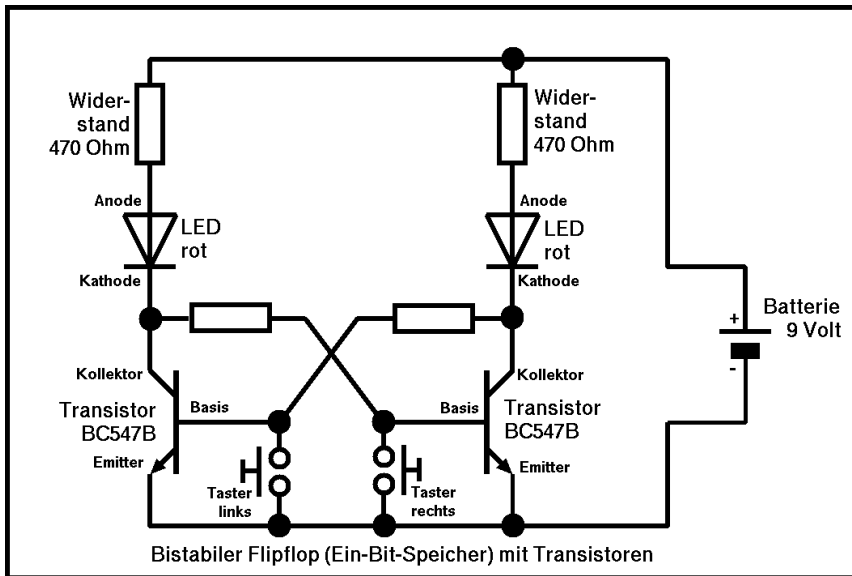 Wider-
stand
470 Ohm
Wider-
stand
470 Ohm
Anode
LED
rot
Kathode
Anode
LED
rot
Kathode
Batterie
9 Volt
+
-
Kollektor
Transistor
BC547B
Basis
Emitter
Kollektor
Basis
Transistor
BC547B
Emitter
Taster
links
Taster
rechts
Bistabiler Flipflop (Ein-Bit-Speicher) mit Transistoren